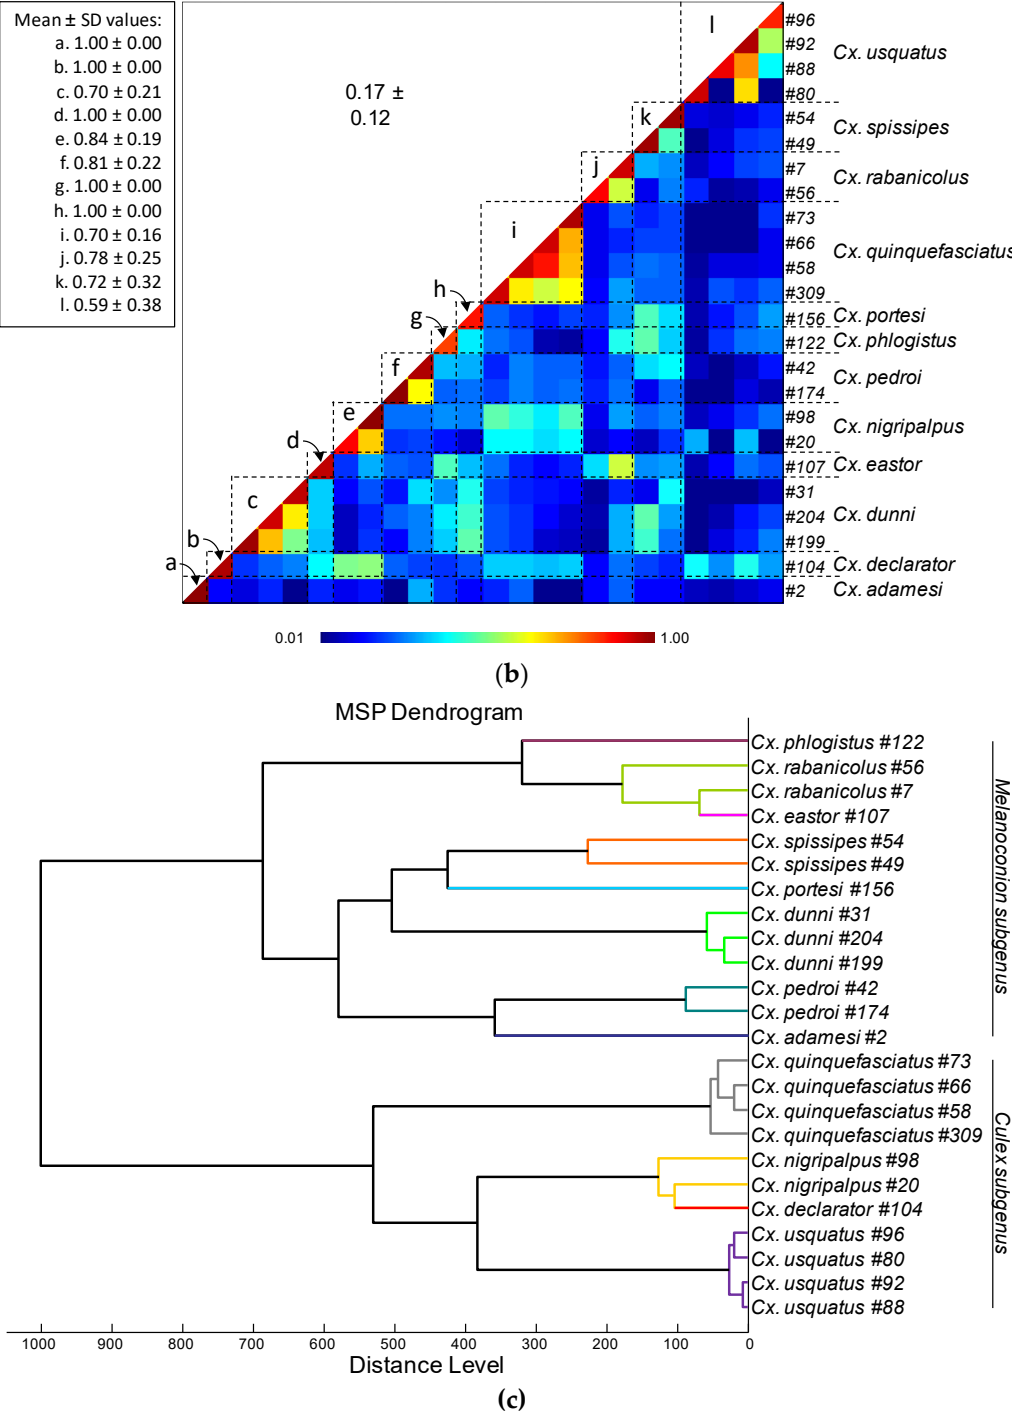 Mean ± SD values:
a. 1.00 ± 0.00
b. 1.00 ± 0.00
c. 0.70 ± 0.21
d. 1.00 ± 0.00
e. 0.84 ± 0.19
f. 0.81 ± 0.22
g. 1.00 ± 0.00
h. 1.00 ± 0.00
i. 0.70 ± 0.16
j. 0.78 ± 0.25
k. 0.72 ± 0.32
l. 0.59 ± 0.38
0.17 ±
0.12
l
k
j
i
h
g
f
e
d
c
b
a
#96
#92
#88
#80
Cx. usquatus
#54
#49
Cx. spissipes
#7
#56
Cx. rabanicolus
#73
#66
#58
#309
Cx. quinquefasciatus
#156 Cx. portesi
#122 Cx. phlogistus
#42
#174
Cx. pedroi
#98
#20
Cx. nigripalpus
#107 Cx. eastor
#31
#204
#199
Cx. dunni
#104 Cx. declarator
#2 Cx. adamesi
0.01 1.00
(b)
MSP Dendrogram
Cx. phlogistus #122
Cx. rabanicolus #56
Cx. rabanicolus #7
Cx. eastor #107
Cx. spissipes #54
Cx. spissipes #49
Cx. portesi #156
Cx. dunni #31
Cx. dunni #204
Cx. dunni #199
Cx. pedroi #42
Cx. pedroi #174
Cx. adamesi #2
Melanoconion subgenus
Cx. quinquefasciatus #73
Cx. quinquefasciatus #66
Cx. quinquefasciatus #58
Cx. quinquefasciatus #309
Cx. nigripalpus #98
Cx. nigripalpus #20
Cx. declarator #104
Cx. usquatus #96
Cx. usquatus #80
Cx. usquatus #92
Cx. usquatus #88
Culex subgenus
1000 900 800 700 600 500 400 300 200 100 0
Distance Level
(c)